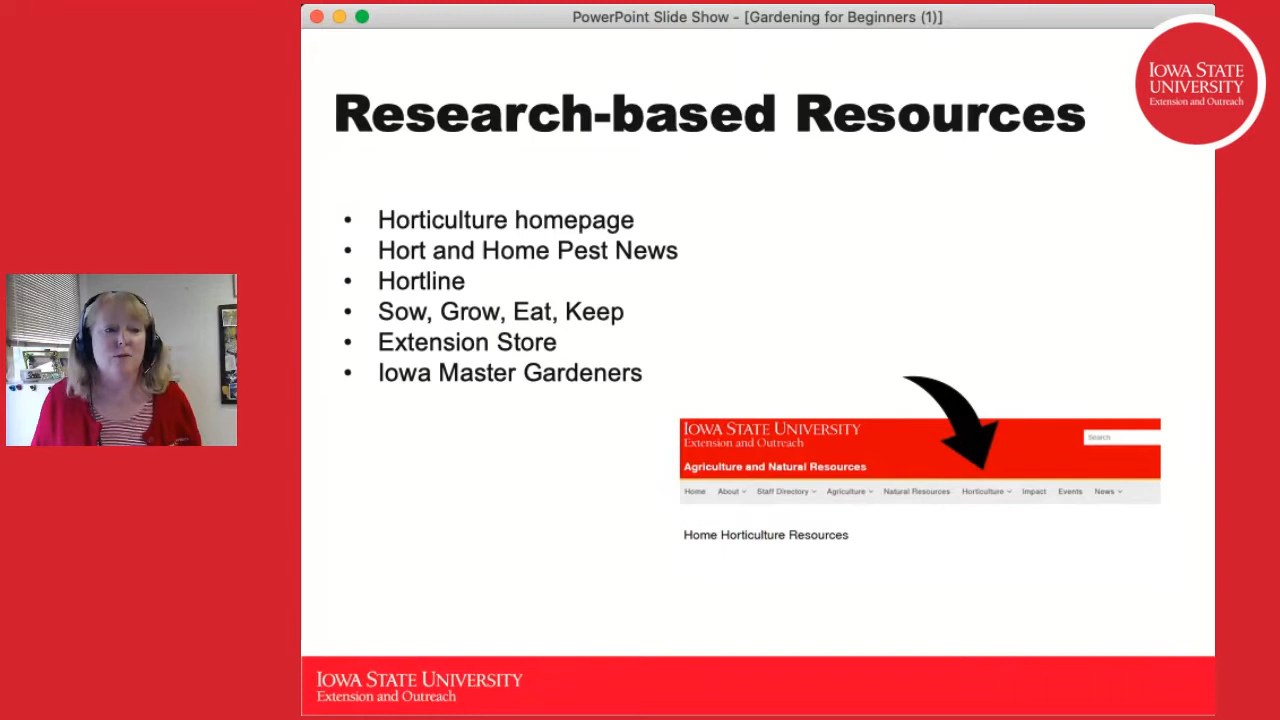 PowerPoint Slide Show - [Gardening for Beginners (1)]
IOWA STATE
UNIVERSITY
Extension and Outreach
Research-based Resources
• Horticulture homepage
• Hort and Home Pest News
• Hortline
• Sow, Grow, Eat, Keep
• Extension Store
• Iowa Master Gardeners
IOWA STATE UNIVERSITY
Extension and Outreach
Search
Agriculture and Natural Resources
Home About Staff Directory Agriculture Natural Resources Horticulture Impact Events News
Home Horticulture Resources
IOWA STATE UNIVERSITY
Extension and Outreach